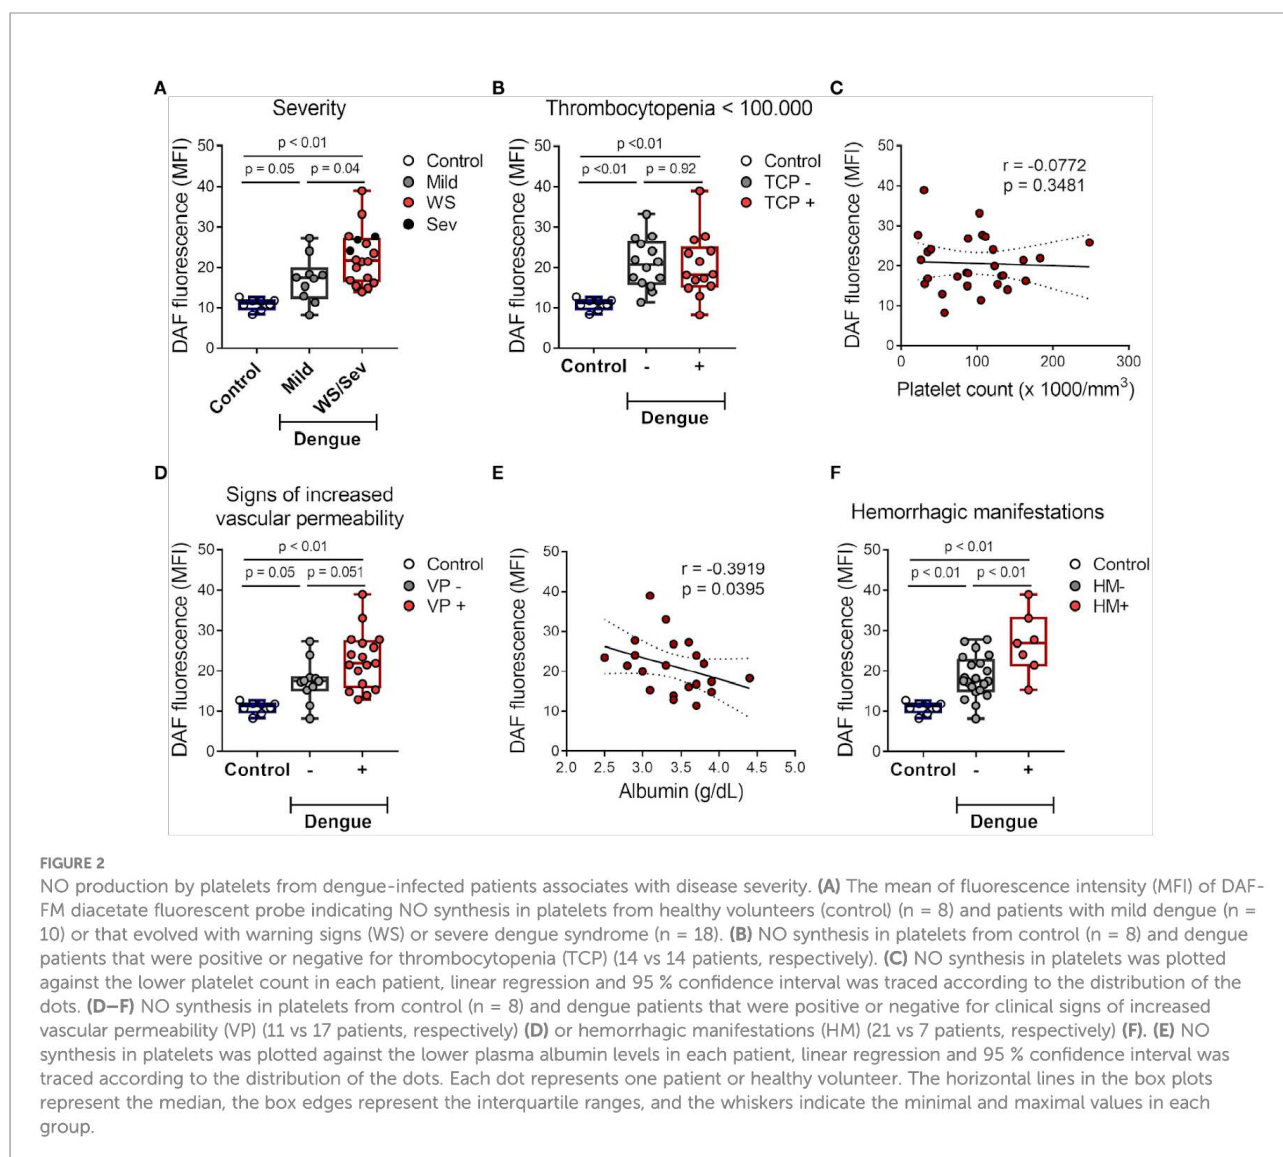 A
Severity
DAF fluorescence (MFI)
50
40
30
20
10
0
p < 0.01
p = 0.05
p = 0.04
Control
Mild
WS
Sev
Control
Mild
WS/Sev
Dengue
B
Thrombocytopenia < 100.000
DAF fluorescence (MFI)
50
40
30
20
10
0
p <0.01
p <0.01
p = 0.92
Control
TCP -
TCP +
Control
-
+
Dengue
C
DAF fluorescence (MFI)
50
40
30
20
10
0
r = -0.0772
p = 0.3481
0
100
200
300
Platelet count (x 1000/mm³)
D
Signs of increased
vascular permeability
DAF fluorescence (MFI)
50
40
30
20
10
0
p < 0.01
p = 0.05
p = 0.051
Control
VP -
VP +
Control
-
+
Dengue
E
DAF fluorescence (MFI)
50
40
30
20
10
0
r = -0.3919
p = 0.0395
2.0
2.5
3.0
3.5
4.0
4.5
5.0
Albumin (g/dL)
F
Hemorrhagic manifestations
DAF fluorescence (MFI)
50
40
30
20
10
0
p < 0.01
p < 0.01
p < 0.01
Control
HM-
HM+
Control
-
+
Dengue
FIGURE 2
NO production by platelets from dengue-infected patients associates with disease severity. (A) The mean of fluorescence intensity (MFI) of DAF-
FM diacetate fluorescent probe indicating NO synthesis in platelets from healthy volunteers (control) (n = 8) and patients with mild dengue (n =
10) or that evolved with warning signs (WS) or severe dengue syndrome (n = 18). (B) NO synthesis in platelets from control (n = 8) and dengue
patients that were positive or negative for thrombocytopenia (TCP) (14 vs 14 patients, respectively). (C) NO synthesis in platelets was plotted
against the lower platelet count in each patient, linear regression and 95 % confidence interval was traced according to the distribution of the
dots. (D–F) NO synthesis in platelets from control (n = 8) and dengue patients that were positive or negative for clinical signs of increased
vascular permeability (VP) (11 vs 17 patients, respectively) (D) or hemorrhagic manifestations (HM) (21 vs 7 patients, respectively) (F). (E) NO
synthesis in platelets was plotted against the lower plasma albumin levels in each patient, linear regression and 95 % confidence interval was
traced according to the distribution of the dots. Each dot represents one patient or healthy volunteer. The horizontal lines in the box plots
represent the median, the box edges represent the interquartile ranges, and the whiskers indicate the minimal and maximal values in each
group.